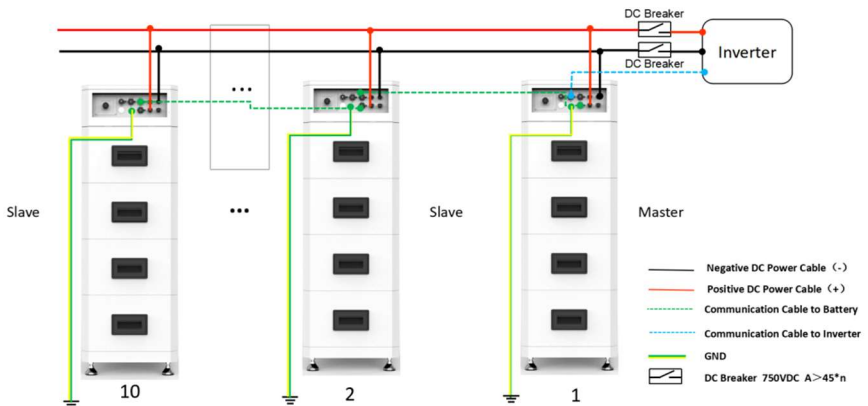 DC Breaker
DC Breaker
Inverter
...
Slave
...
Slave
Master
Negative DC Power Cable（-）
Positive DC Power Cable（+）
Communication Cable to Battery
Communication Cable to Inverter
GND
DC Breaker 750VDC A＞45*n
10
2
1